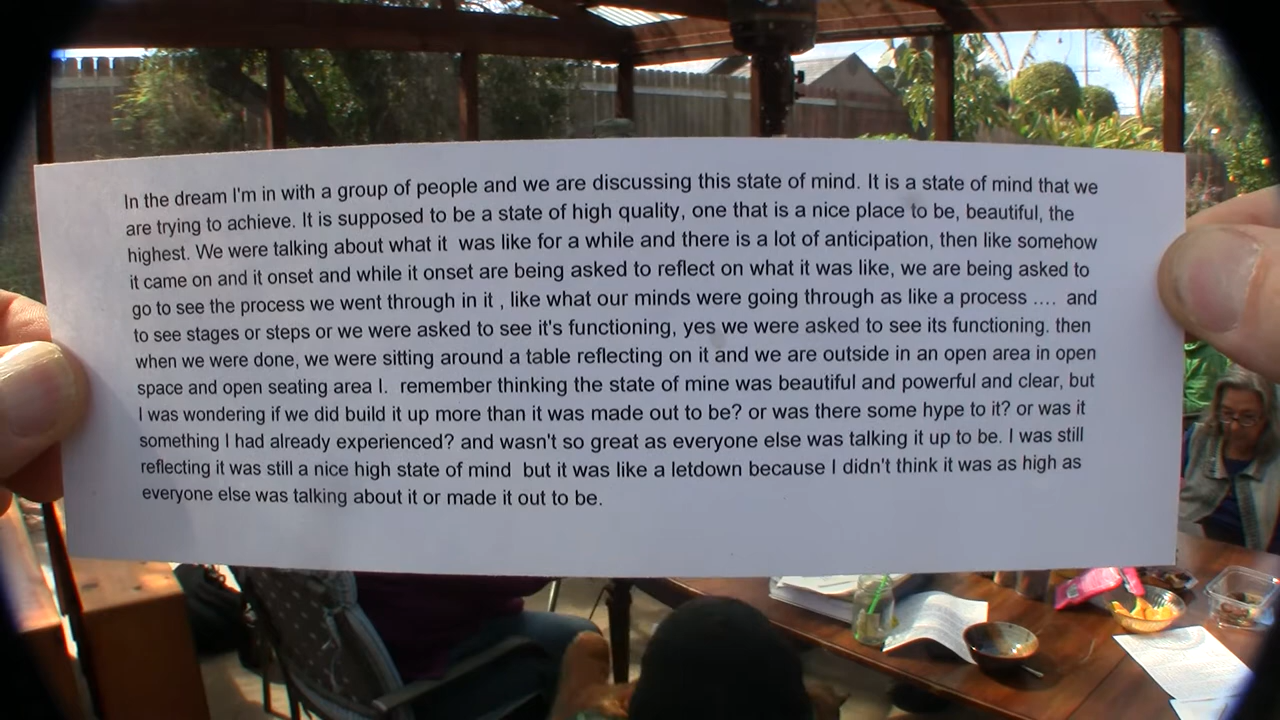 In the dream I'm in with a group of people and we are discussing this state of mind. It is a state of mind that we
are trying to achieve. It is supposed to be a state of high quality, one that is a nice place to be, beautiful, the
highest. We were talking about what it  was like for a while and there is a lot of anticipation, then like somehow
it came on and it onset and while it onset are being asked to reflect on what it was like, we are being asked to
go to see the process we went through in it , like what our minds were going through as like a process .... and
to see stages or steps or we were asked to see it's functioning, yes we were asked to see its functioning. then
when we were done, we were sitting around a table reflecting on it and we are outside in an open area in open
space and open seating area I.  remember thinking the state of mine was beautiful and powerful and clear, but
I was wondering if we did build it up more than it was made out to be? or was there some hype to it? or was it
something I had already experienced? and wasn't so great as everyone else was talking it up to be. I was still
reflecting it was still a nice high state of mind  but it was like a letdown because I didn't think it was as high as
everyone else was talking about it or made it out to be.